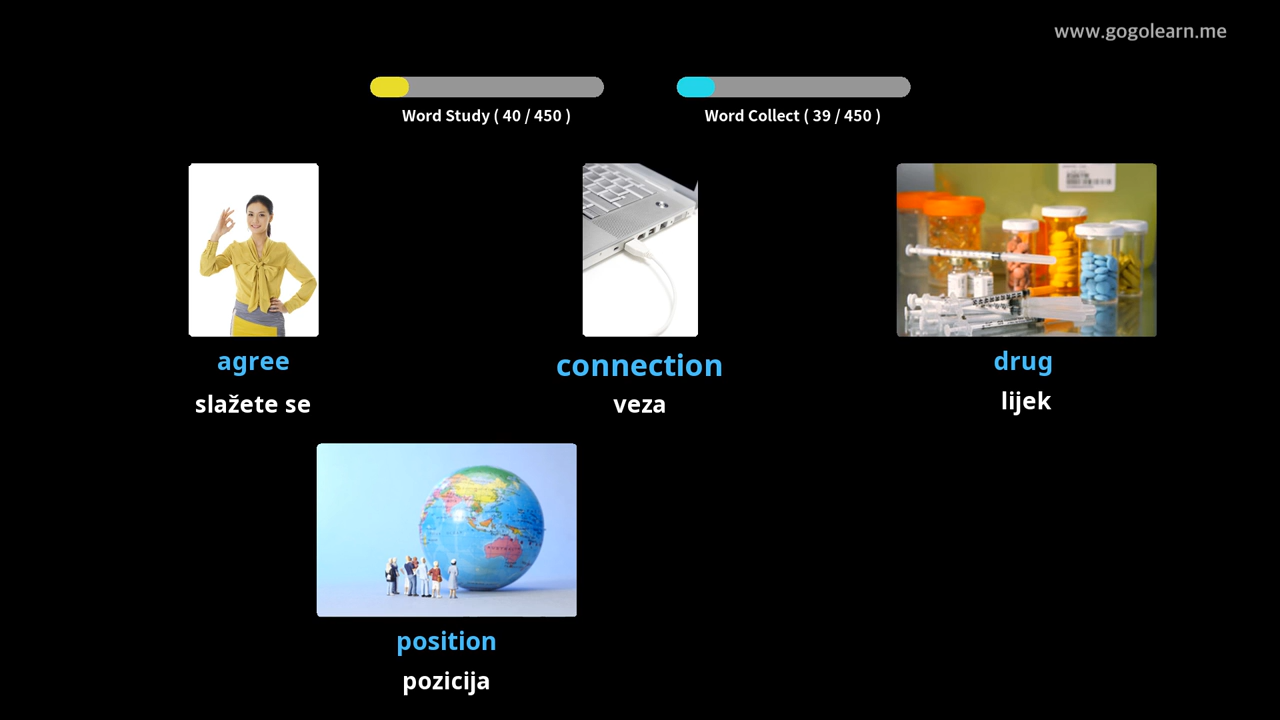 www.gogolearn.me
Word Study ( 40 / 450 )
Word Collect ( 39 / 450 )
agree
connection
drug
slažete se
veza
lijek
position
pozicija